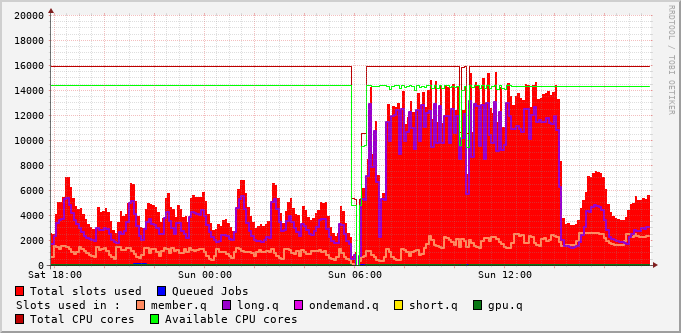 20000
18000
16000
14000
12000
10000
8000
6000
4000
2000
0
Sat 18:00 Sun 00:00 Sun 06:00 Sun 12:00
Total slots used Queued Jobs
Slots used in : member.q long.q ondemand.q short.q gpu.q
Total CPU cores Available CPU cores
RRDTOOL / TOBI OETIKER